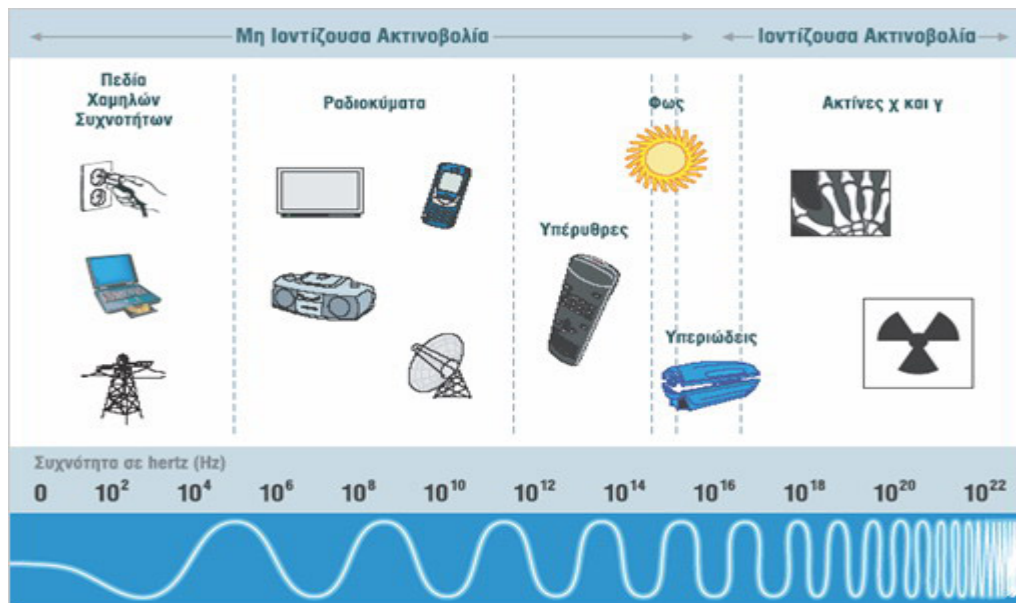 Μη Ιοντίζουσα Ακτινοβολία
Ιοντίζουσα Ακτινοβολία
Πεδία
Χαμηλών
Συχνοτήτων
Ραδιοκύματα
Φως
Ακτίνες χ και γ
Υπέρυθρες
Υπεριώδεις
Συχνότητα σε hertz (Hz)
0 10² 10⁴ 10⁶ 10⁸ 10¹⁰ 10¹² 10¹⁴ 10¹⁶ 10¹⁸ 10²⁰ 10²²